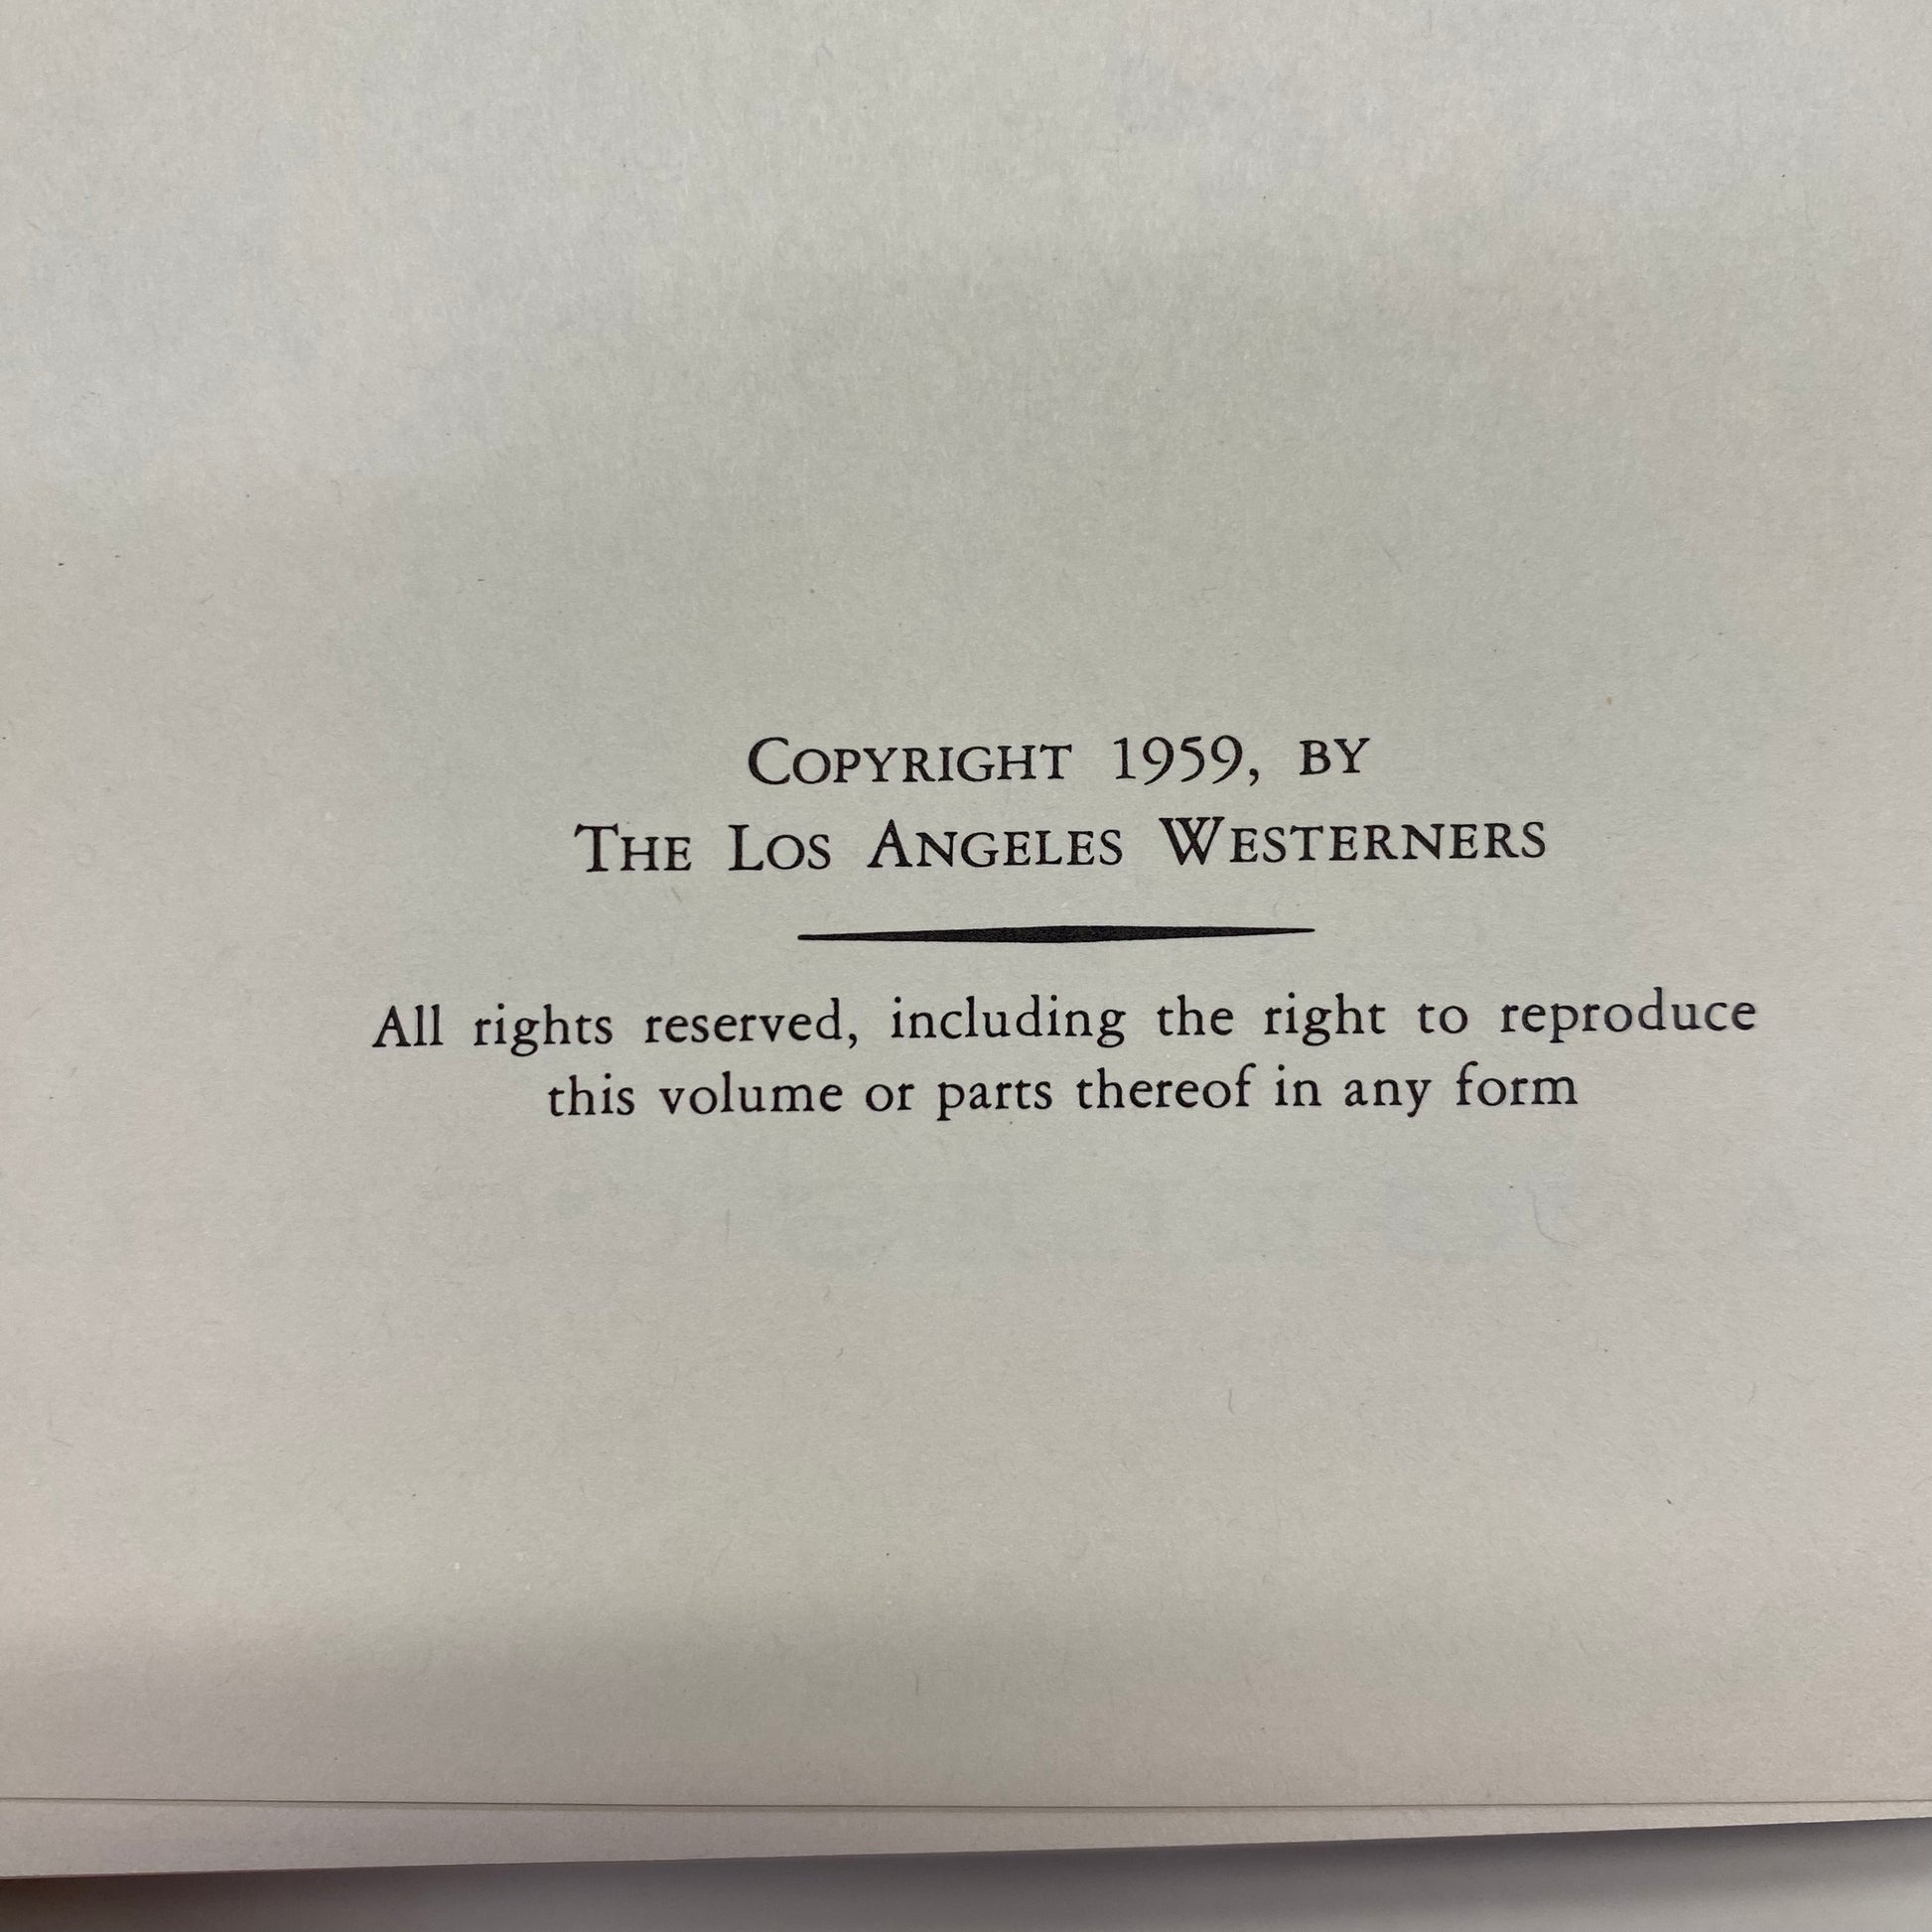 Copyright 1959, by
The Los Angeles Westerners
All rights reserved, including the right to reproduce
this volume or parts thereof in any form